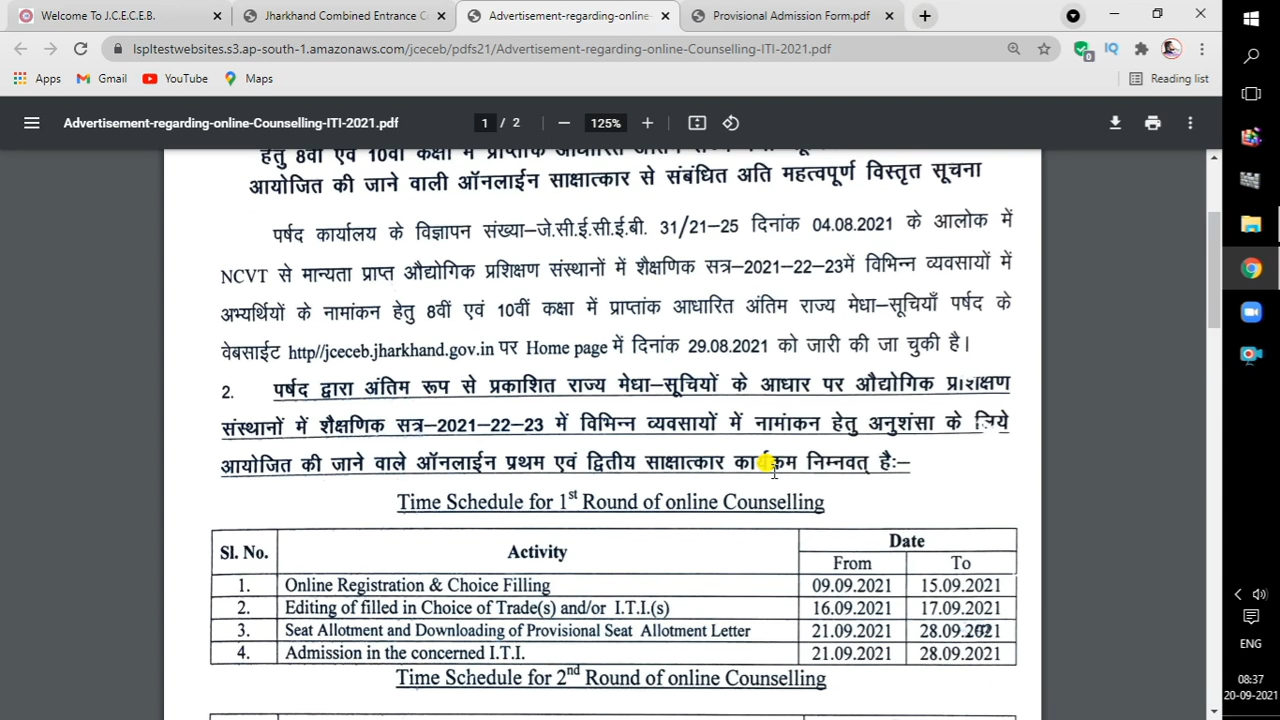 Welcome To J.C.E.C.E.B.
Jharkhand Combined Entrance C
Advertisement-regarding-online-
Provisional Admission Form.pdf
lspltestwebsites.s3.ap-south-1.amazonaws.com/jceceb/pdfs21/Advertisement-regarding-online-Counselling-ITI-2021.pdf
0
IQ
Apps
Gmail
YouTube
Maps
Reading list
Advertisement-regarding-online-Counselling-ITI-2021.pdf
1 / 2
125%
हेतु 8वीं एवं 10वीं कक्षा में प्राप्तांक आधारित
आयोजित की जाने वाली ऑनलाईन साक्षात्कार से संबंधित अति महत्वपूर्ण विस्तृत सूचना
पर्षद कार्यालय के विज्ञापन संख्या–जे.सी.ई.सी.ई.बी. 31/21–25 दिनांक 04.08.2021 के आलोक में
NCVT से मान्यता प्राप्त औद्योगिक प्रशिक्षण संस्थानों में शैक्षणिक सत्र–2021–22–23में विभिन्न व्यवसायों में
अभ्यर्थियों के नामांकन हेतु 8वीं एवं 10वीं कक्षा में प्राप्तांक आधारित अंतिम राज्य मेधा–सूचियाँ पर्षद के
वेबसाईट http//jceceb.jharkhand.gov.in पर Home page में दिनांक 29.08.2021 को जारी की जा चुकी है।
2. पर्षद द्वारा अंतिम रूप से प्रकाशित राज्य मेधा–सूचियों के आधार पर औद्योगिक प्रशिक्षण
संस्थानों में शैक्षणिक सत्र–2021–22–23 में विभिन्न व्यवसायों में नामांकन हेतु अनुशंसा के लिये
आयोजित की जाने वाले ऑनलाईन प्रथम एवं द्वितीय साक्षात्कार कार्यक्रम निम्नवत् है:–
Time Schedule for 1st Round of online Counselling
Sl. No. Activity Date
From To
1. Online Registration & Choice Filling 09.09.2021 15.09.2021
2. Editing of filled in Choice of Trade(s) and/or I.T.I.(s) 16.09.2021 17.09.2021
3. Seat Allotment and Downloading of Provisional Seat Allotment Letter 21.09.2021 28.09.2021
4. Admission in the concerned I.T.I. 21.09.2021 28.09.2021
Time Schedule for 2nd Round of online Counselling
ENG
08:37
20-09-2021